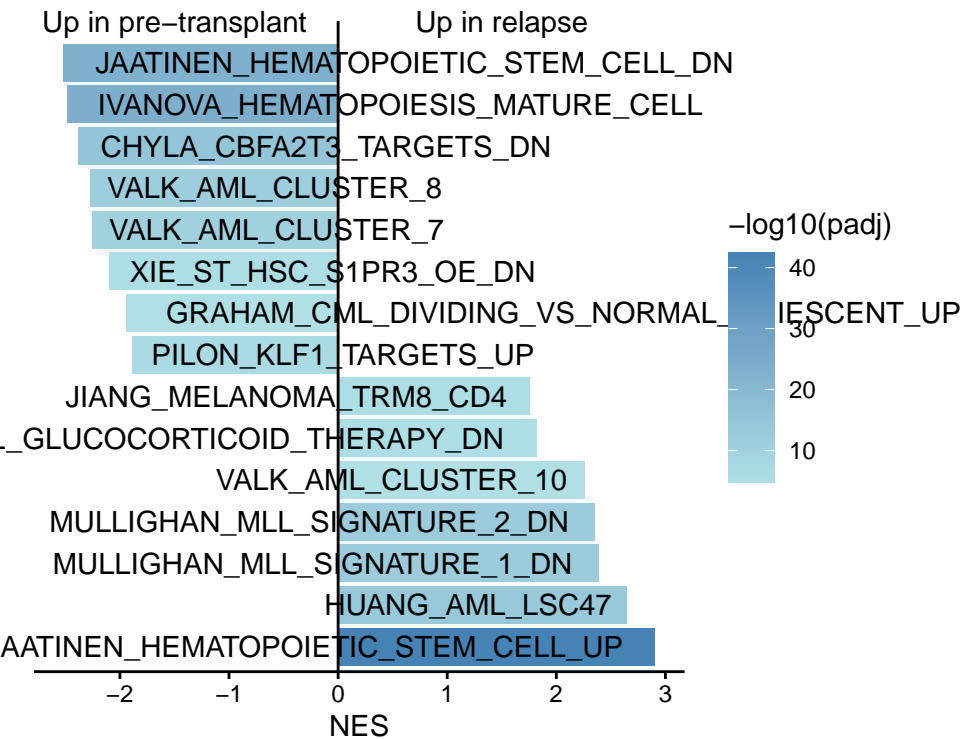 Up in pre−transplant Up in relapse
JAATINEN_HEMATOPOIETIC_STEM_CELL_DN
IVANOVA_HEMATOPOIESIS_MATURE_CELL
CHYLA_CBFA2T3_TARGETS_DN
VALK_AML_CLUSTER_8
VALK_AML_CLUSTER_7
XIE_ST_HSC_S1PR3_OE_DN
GRAHAM_CML_DIVIDING_VS_NORMAL_ IESCENT_UP
PILON_KLF1_TARGETS_UP
JIANG_MELANOMA_TRM8_CD4
_GLUCOCORTICOID_THERAPY_DN
VALK_AML_CLUSTER_10
MULLIGHAN_MLL_SIGNATURE_2_DN
MULLIGHAN_MLL_SIGNATURE_1_DN
HUANG_AML_LSC47
AATINEN_HEMATOPOIETIC_STEM_CELL_UP
−2 −1 0 1 2 3
NES
−log10(padj)
40
30
20
10